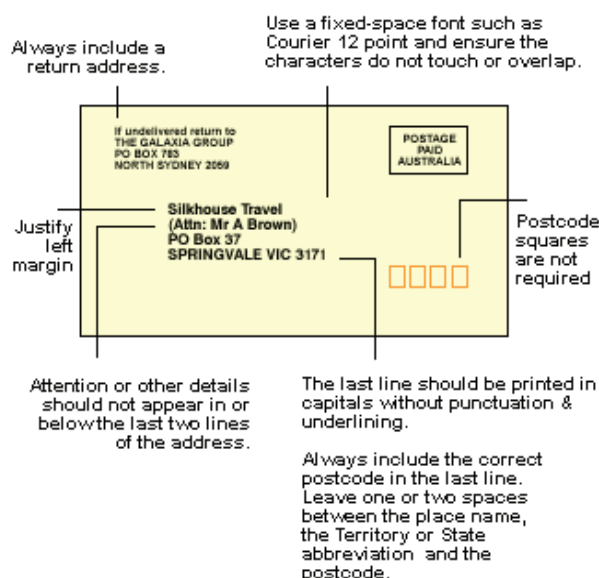 Always include a
return address.
Use a fixed-space font such as
Courier 12 point and ensure the
characters do not touch or overlap.
If undelivered return to
THE GALAXIA GROUP
PO BOX 783
NORTH SYDNEY 2059
POSTAGE
PAID
AUSTRALIA
Justify
left
margin
Silkhouse Travel
(Attn: Mr A Brown)
PO Box 37
SPRINGVALE VIC 3171
Postcode
squares
are not
required
Attention or other details
should not appear in or
below the last two lines
of the address.
The last line should be printed in
capitals without punctuation &
underlining.
Always include the correct
postcode in the last line.
Leave one or two spaces
between the place name,
the Territory or State
abbreviation and the
postcode.